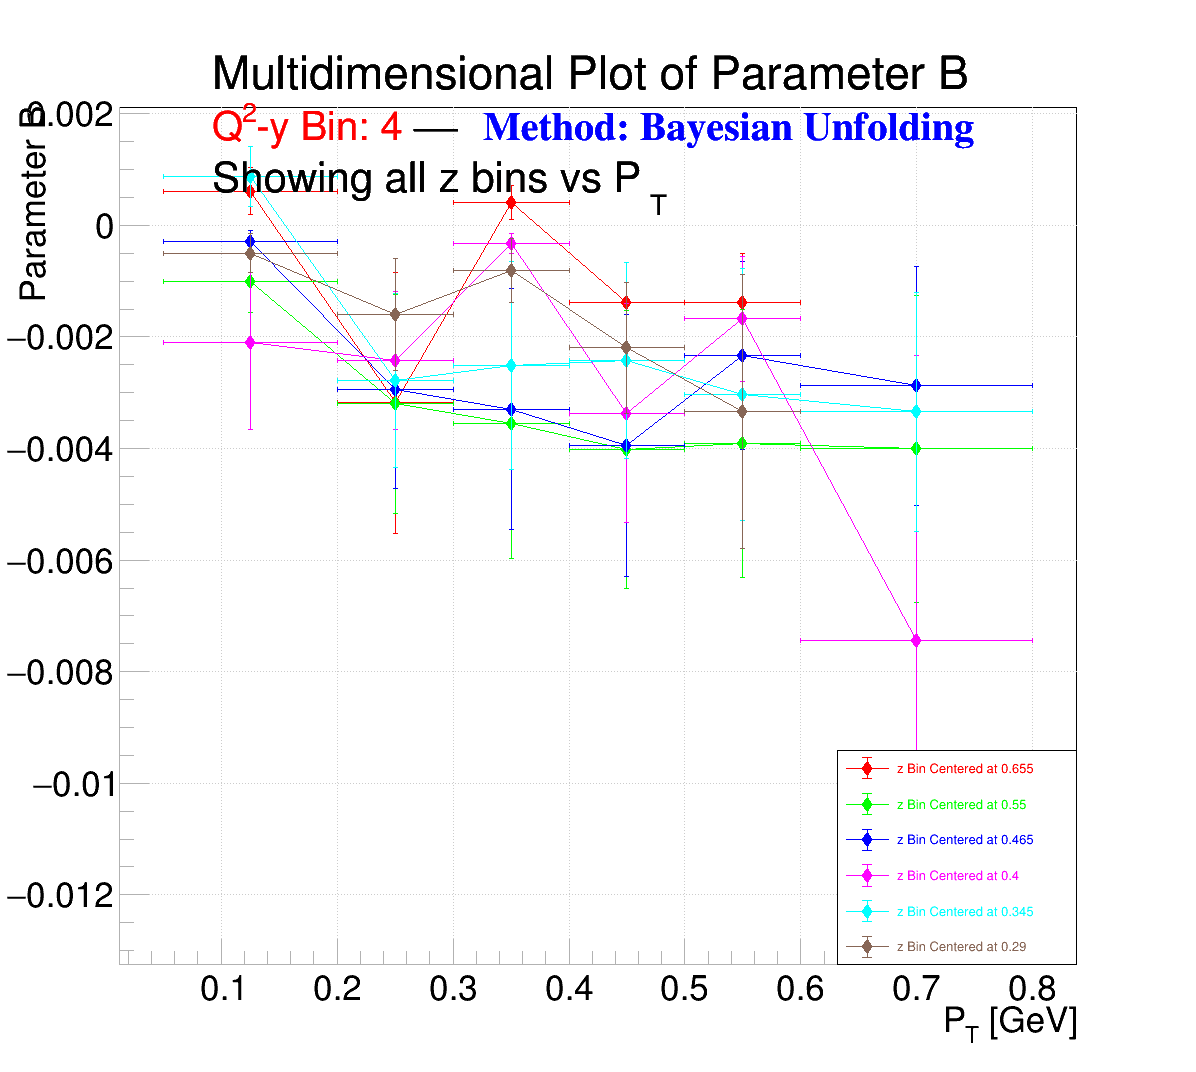 Multidimensional Plot of Parameter B
Q²-y Bin: 4 — Method: Bayesian Unfolding
Showing all z bins vs P_T
Parameter B
0.002
0
−0.002
−0.004
−0.006
−0.008
−0.01
−0.012
z Bin Centered at 0.655
z Bin Centered at 0.55
z Bin Centered at 0.465
z Bin Centered at 0.4
z Bin Centered at 0.345
z Bin Centered at 0.29
0.1 0.2 0.3 0.4 0.5 0.6 0.7 0.8
P_T [GeV]